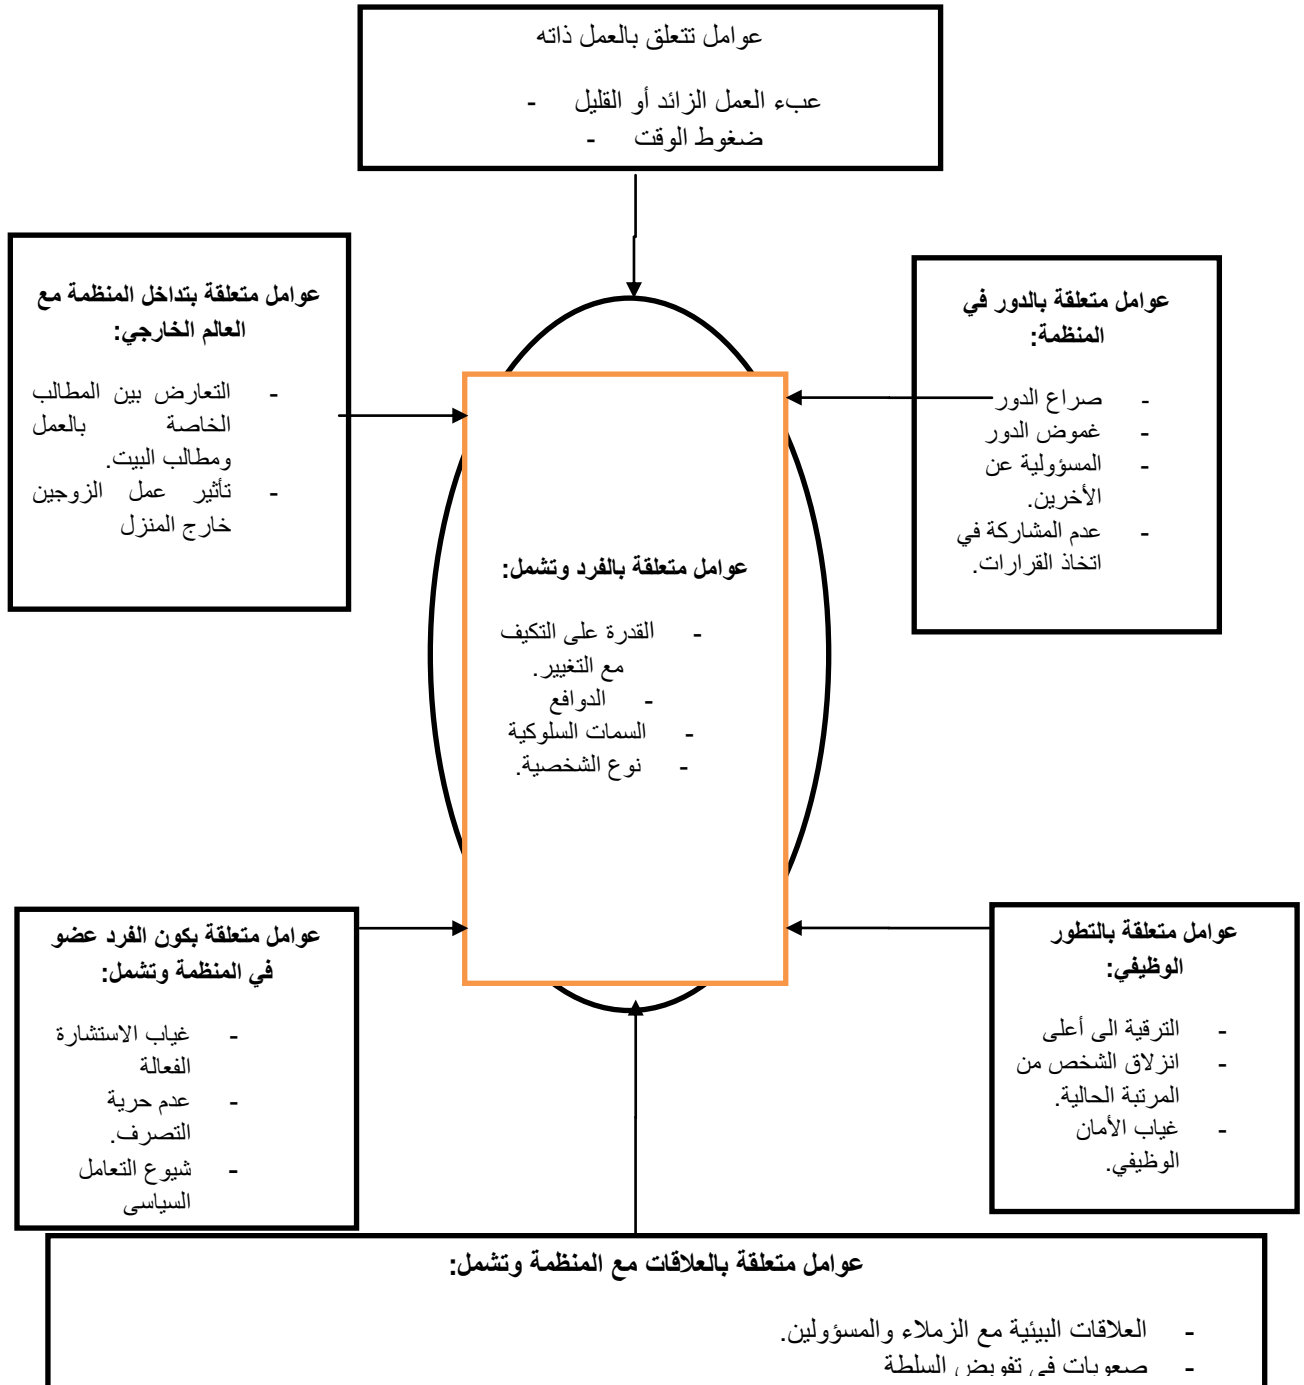 عوامل تتعلق بالعمل ذاته
- عبء العمل الزائد أو القليل
- ضغوط الوقت
عوامل متعلقة بالدور في
المنظمة:
- صراع الدور
- غموض الدور
- المسؤولية عن
الأخرين.
- عدم المشاركة في
اتخاذ القرارات.
عوامل متعلقة بتداخل المنظمة مع
العالم الخارجي:
- التعارض بين المطالب
الخاصة بالعمل
ومطالب البيت.
- تأثير عمل الزوجين
خارج المنزل
عوامل متعلقة بالفرد وتشمل:
- القدرة على التكيف
مع التغيير.
- الدوافع
- السمات السلوكية
- نوع الشخصية.
عوامل متعلقة بالتطور
الوظيفي:
- الترقية الى أعلى
- انزلاق الشخص من
المرتبة الحالية.
- غياب الأمان
الوظيفي.
عوامل متعلقة بكون الفرد عضو
في المنظمة وتشمل:
- غياب الاستشارة
الفعالة
- عدم حرية
التصرف.
- شيوع التعامل
السياسي
عوامل متعلقة بالعلاقات مع المنظمة وتشمل:
- العلاقات البيئية مع الزملاء والمسؤولين.
- صعوبات في تفويض السلطة